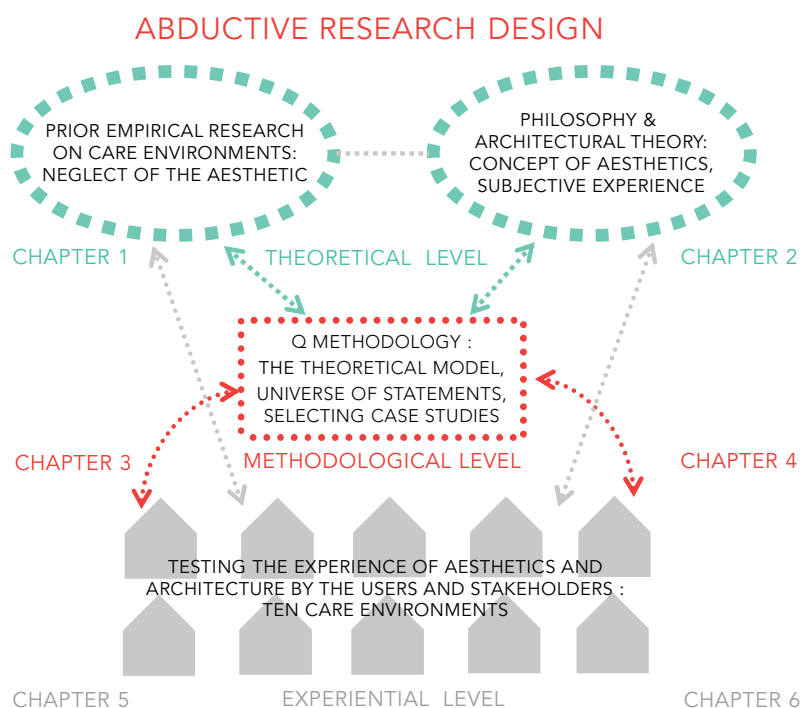 ABDUCTIVE RESEARCH DESIGN
PRIOR EMPIRICAL RESEARCH
ON CARE ENVIRONMENTS:
NEGLECT OF THE AESTHETIC
PHILOSOPHY &
ARCHITECTURAL THEORY:
CONCEPT OF AESTHETICS,
SUBJECTIVE EXPERIENCE
CHAPTER 1
THEORETICAL LEVEL
CHAPTER 2
Q METHODOLOGY :
THE THEORETICAL MODEL,
UNIVERSE OF STATEMENTS,
SELECTING CASE STUDIES
CHAPTER 3
METHODOLOGICAL LEVEL
CHAPTER 4
TESTING THE EXPERIENCE OF AESTHETICS AND
ARCHITECTURE BY THE USERS AND STAKEHOLDERS :
TEN CARE ENVIRONMENTS
CHAPTER 5
EXPERIENTIAL LEVEL
CHAPTER 6